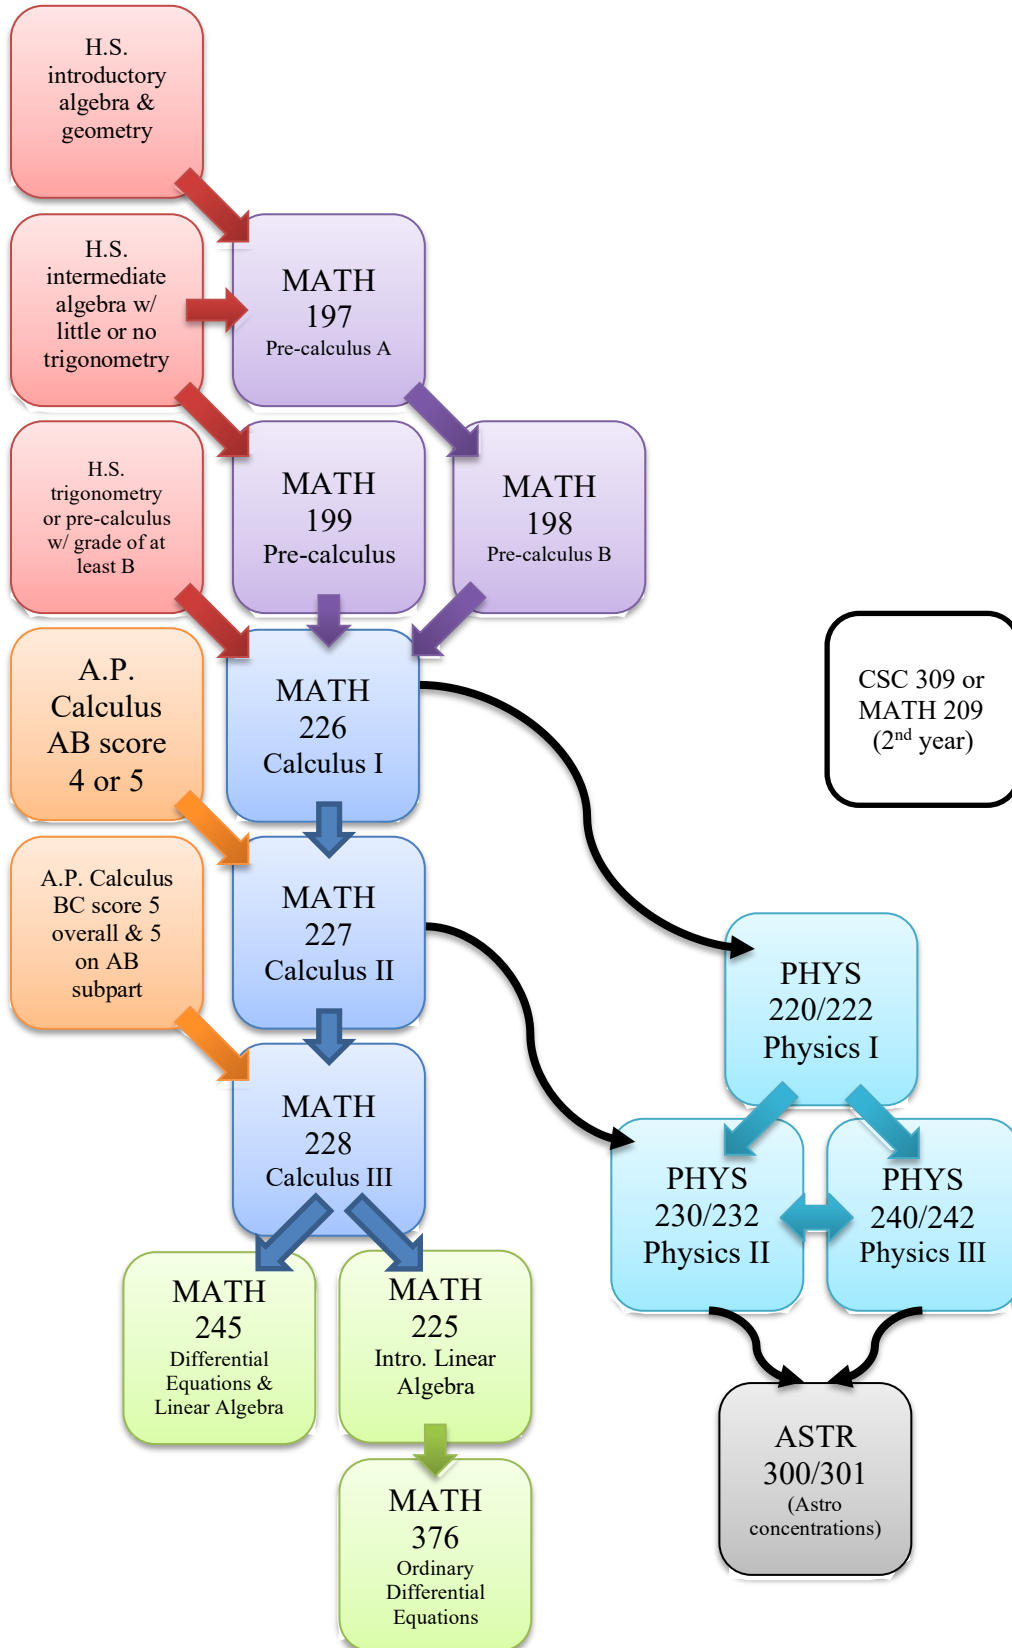 H.S.
introductory
algebra &
geometry
H.S.
intermediate
algebra w/
little or no
trigonometry
MATH
197
Pre-calculus A
H.S.
trigonometry
or pre-calculus
w/ grade of at
least B
MATH
199
Pre-calculus
MATH
198
Pre-calculus B
A.P.
Calculus
AB score
4 or 5
MATH
226
Calculus I
CSC 309 or
MATH 209
(2nd year)
A.P. Calculus
BC score 5
overall & 5
on AB
subpart
MATH
227
Calculus II
PHYS
220/222
Physics I
MATH
228
Calculus III
PHYS
230/232
Physics II
PHYS
240/242
Physics III
MATH
245
Differential
Equations &
Linear Algebra
MATH
225
Intro. Linear
Algebra
ASTR
300/301
(Astro
concentrations)
MATH
376
Ordinary
Differential
Equations